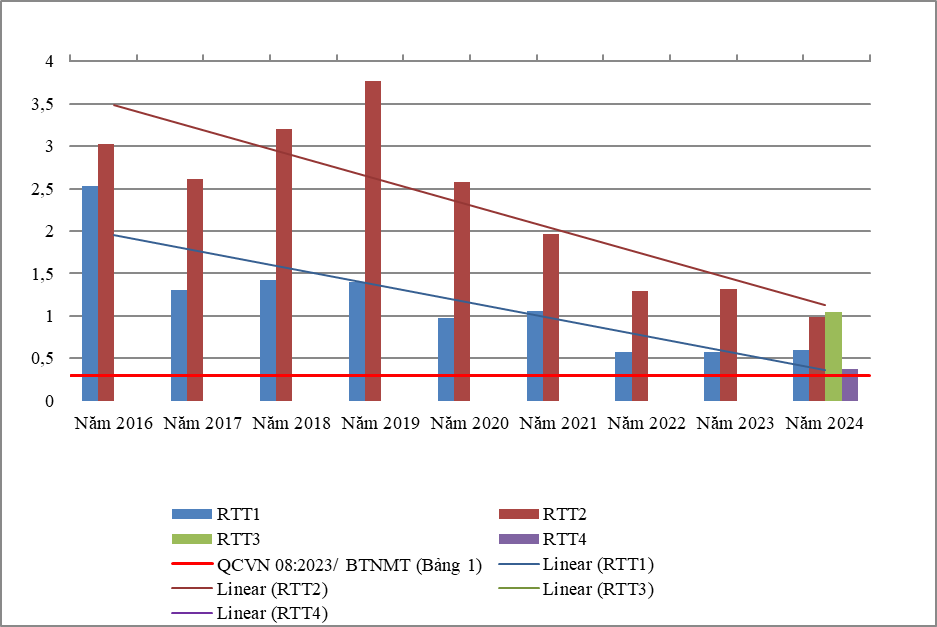 4
3,5
3
2,5
2
1,5
1
0,5
0
Năm 2016 Năm 2017 Năm 2018 Năm 2019 Năm 2020 Năm 2021 Năm 2022 Năm 2023 Năm 2024
RTT1 RTT2
RTT3 RTT4
QCVN 08:2023/ BTNMT (Bảng 1) Linear (RTT1)
Linear (RTT2) Linear (RTT3)
Linear (RTT4)